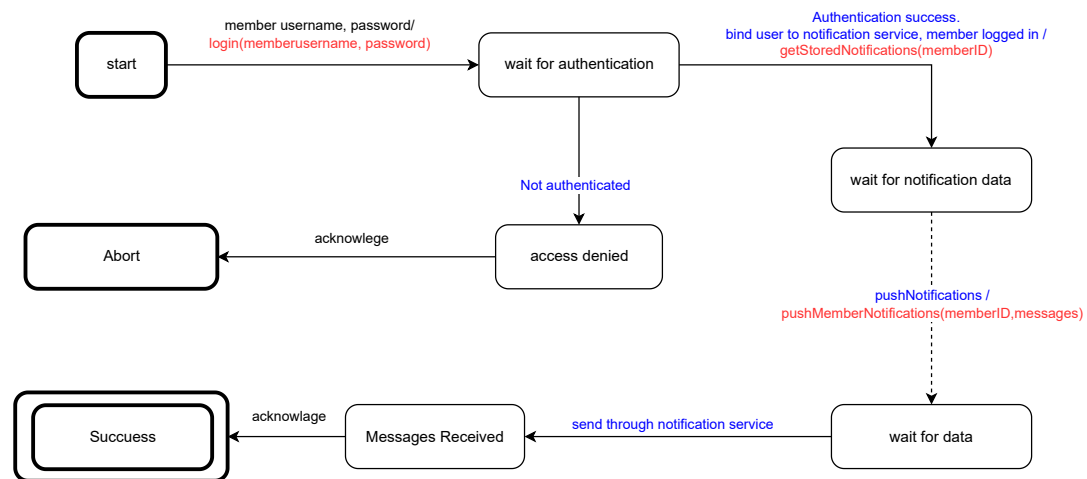 member username, password/
login(memberusername, password)
Authentication success.
bind user to notification service, member logged in /
getStoredNotifications(memberID)
start
wait for authentication
wait for notification data
Not authenticated
Abort
acknowlege
access denied
pushNotifications /
pushMemberNotifications(memberID,messages)
Succuess
acknowlage
Messages Received
send through notification service
wait for data